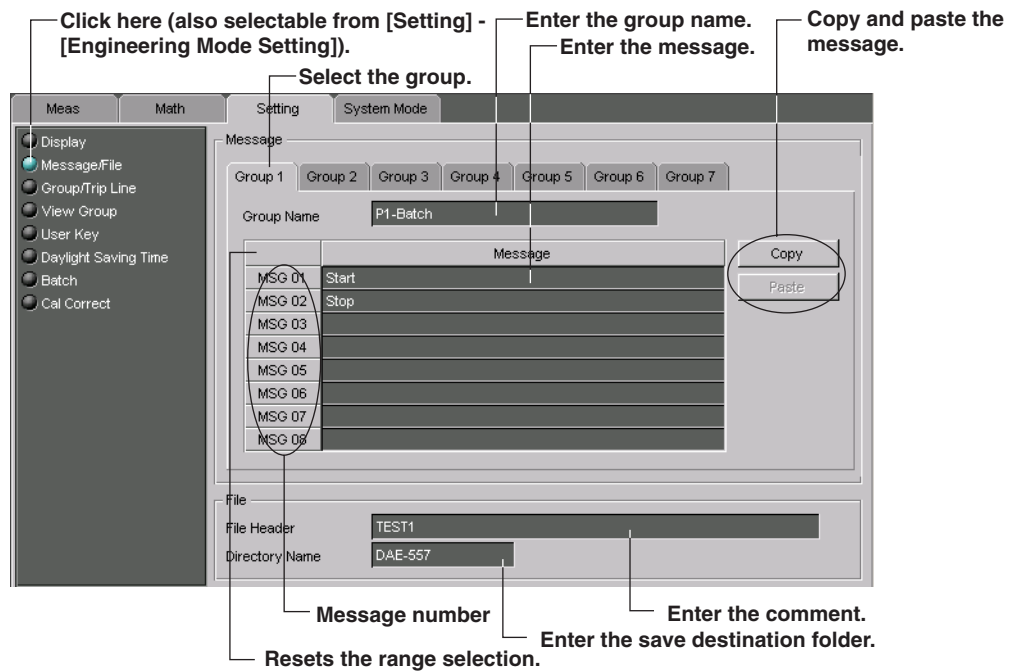 Click here (also selectable from [Setting] -
[Engineering Mode Setting]).
Enter the group name.
Enter the message.
Copy and paste the
message.
Select the group.
Meas Math Setting System Mode
Display
Message/File
Group/Trip Line
View Group
User Key
Daylight Saving Time
Batch
Cal Correct
Message
Group 1 Group 2 Group 3 Group 4 Group 5 Group 6 Group 7
Group Name P1-Batch
Message
MSG 01 Start
MSG 02 Stop
MSG 03
MSG 04
MSG 05
MSG 06
MSG 07
MSG 08
Copy
Paste
File
File Header TEST1
Directory Name DAE-557
Message number
Enter the comment.
Enter the save destination folder.
Resets the range selection.